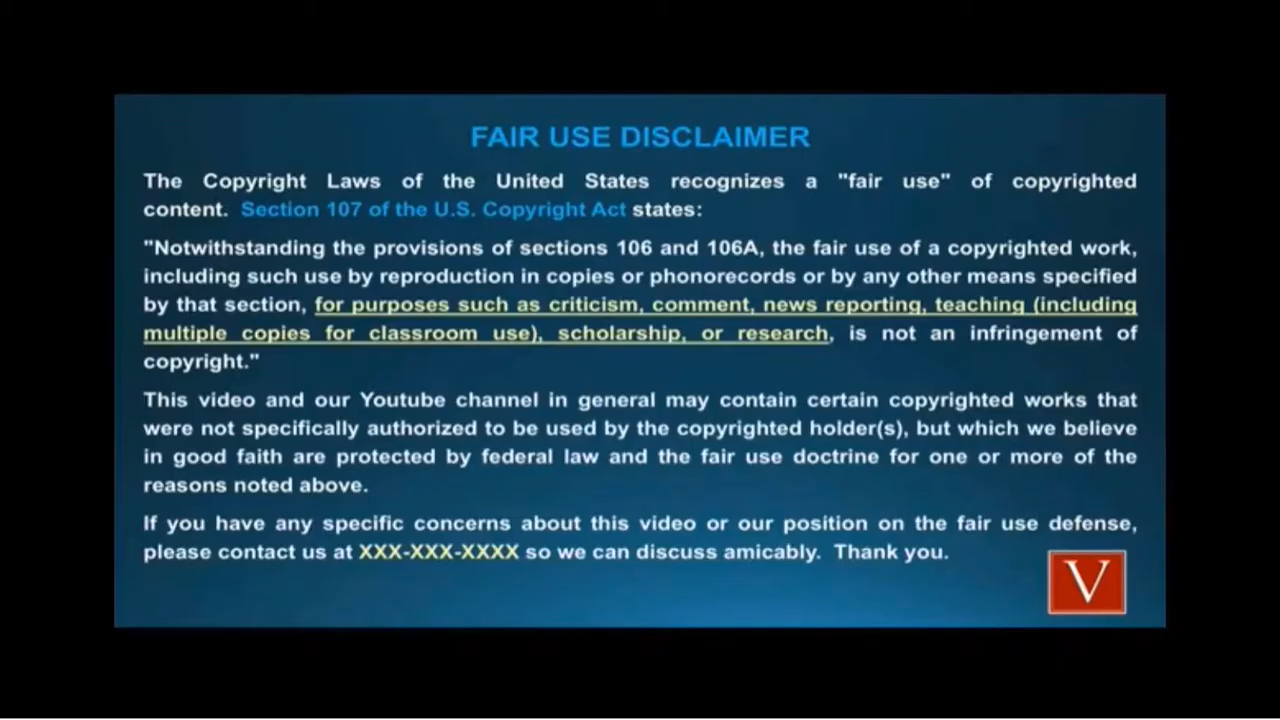 FAIR USE DISCLAIMER
The Copyright Laws of the United States recognizes a "fair use" of copyrighted
content. Section 107 of the U.S. Copyright Act states:
"Notwithstanding the provisions of sections 106 and 106A, the fair use of a copyrighted work,
including such use by reproduction in copies or phonorecords or by any other means specified
by that section, for purposes such as criticism, comment, news reporting, teaching (including
multiple copies for classroom use), scholarship, or research, is not an infringement of
copyright."
This video and our Youtube channel in general may contain certain copyrighted works that
were not specifically authorized to be used by the copyrighted holder(s), but which we believe
in good faith are protected by federal law and the fair use doctrine for one or more of the
reasons noted above.
If you have any specific concerns about this video or our position on the fair use defense,
please contact us at XXX-XXX-XXXX so we can discuss amicably. Thank you.
V